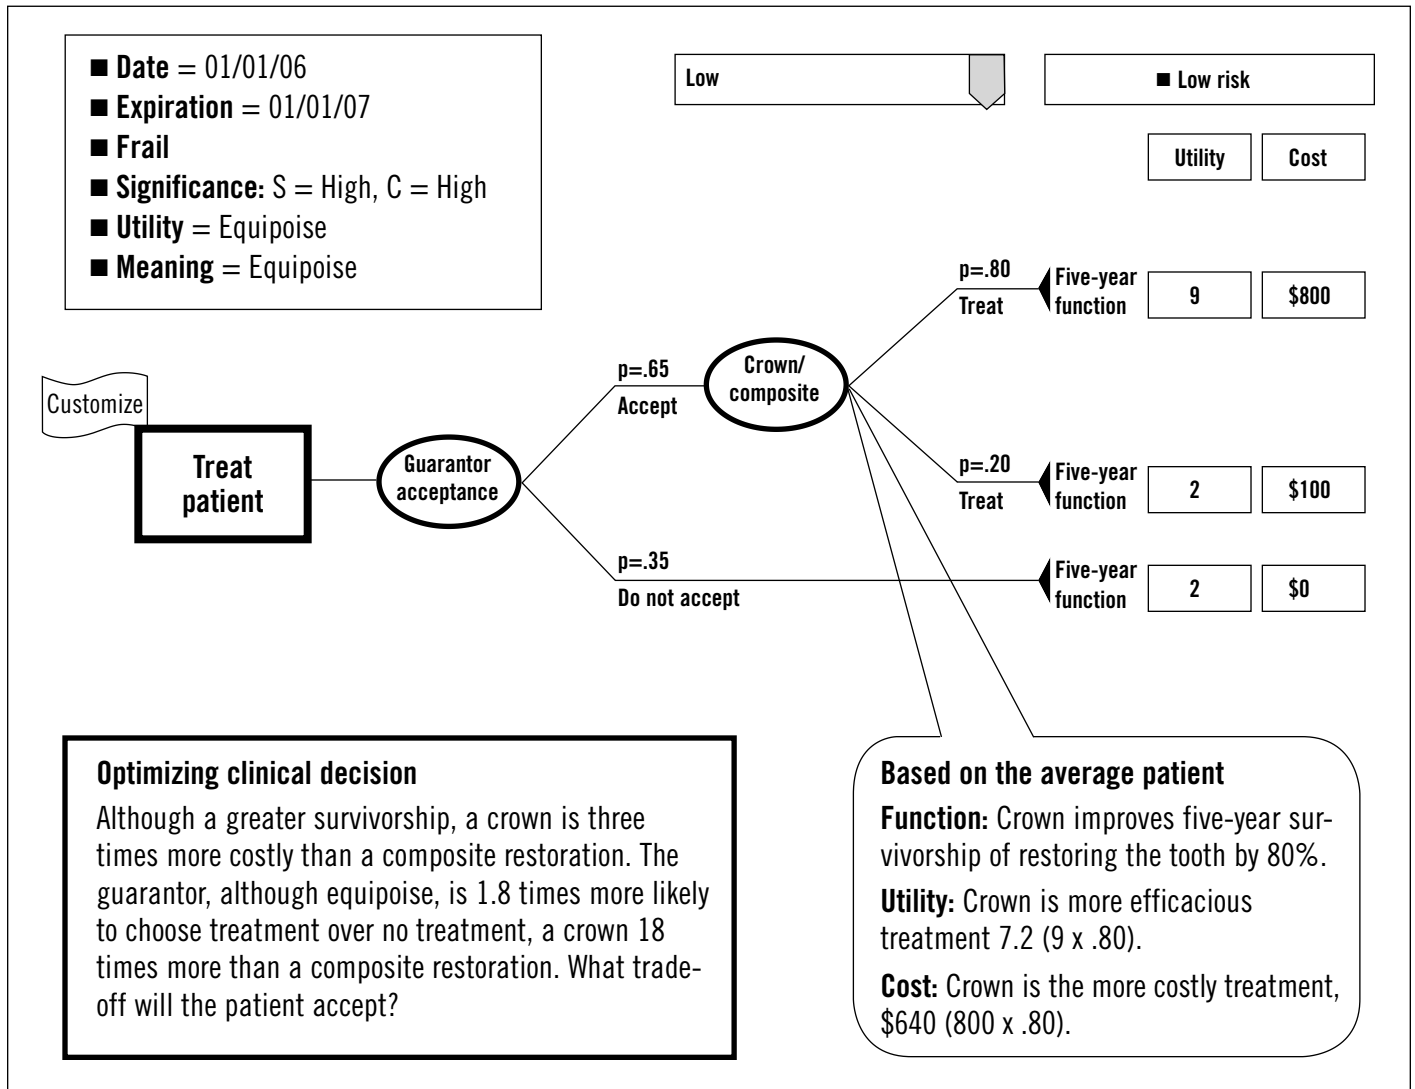 ■ Date = 01/01/06
■ Expiration = 01/01/07
■ Frail
■ Significance: S = High, C = High
■ Utility = Equipoise
■ Meaning = Equipoise
Low
■ Low risk
Utility
Cost
p=.80
Treat
Five-year
function
9
$800
Customize
Treat
patient
Guarantor
acceptance
p=.65
Accept
Crown/
composite
p=.20
Treat
Five-year
function
2
$100
p=.35
Do not accept
Five-year
function
2
$0
Optimizing clinical decision
Although a greater survivorship, a crown is three
times more costly than a composite restoration. The
guarantor, although equipoise, is 1.8 times more likely
to choose treatment over no treatment, a crown 18
times more than a composite restoration. What trade-
off will the patient accept?
Based on the average patient
Function: Crown improves five-year sur-
vivorship of restoring the tooth by 80%.
Utility: Crown is more efficacious
treatment 7.2 (9 x .80).
Cost: Crown is the more costly treatment,
$640 (800 x .80).